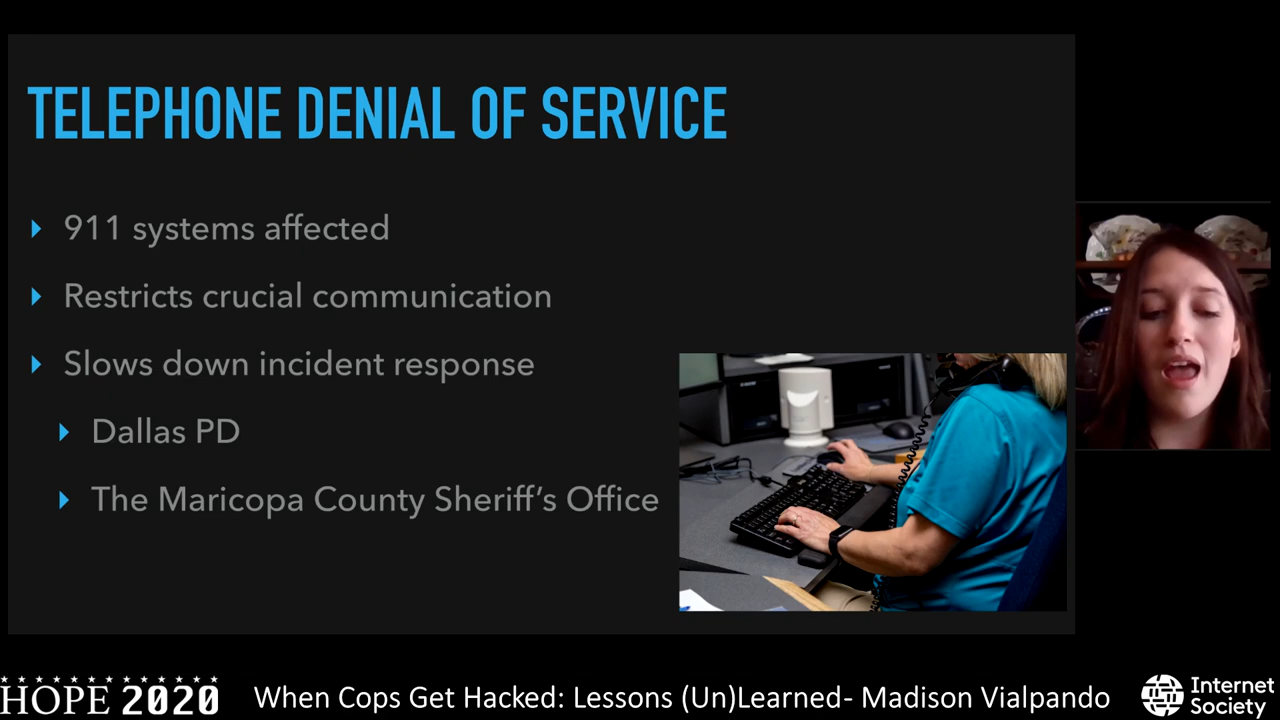 TELEPHONE DENIAL OF SERVICE
911 systems affected
Restricts crucial communication
Slows down incident response
Dallas PD
The Maricopa County Sheriff's Office
HOPE 2020
When Cops Get Hacked: Lessons (Un)Learned- Madison Vialpando
Internet
Society